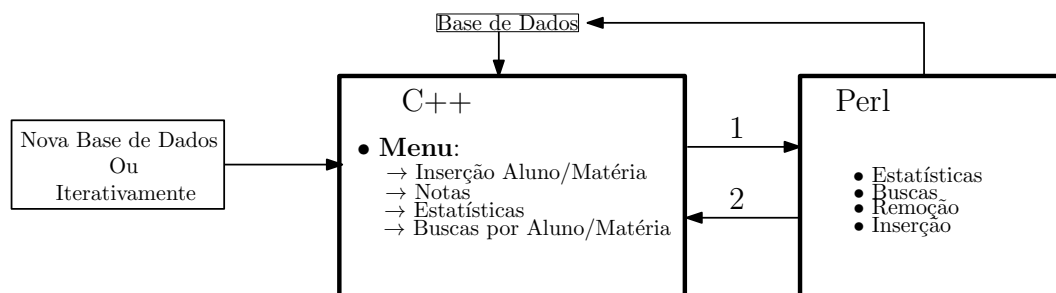 Base de Dados
C++
Perl
Nova Base de Dados
Ou
Iterativamente
• Menu:
→ Inserção Aluno/Matéria
→ Notas
→ Estatísticas
→ Buscas por Aluno/Matéria
1
2
• Estatísticas
• Buscas
• Remoção
• Inserção